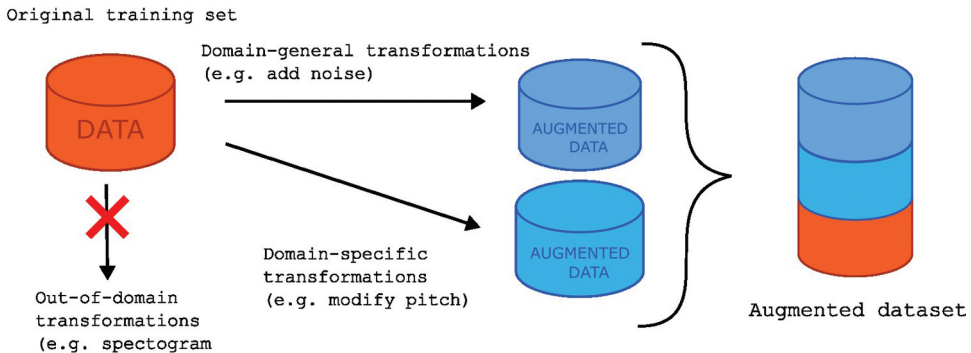 Original training set
Domain-general transformations
(e.g. add noise)
DATA
AUGMENTED
DATA
AUGMENTED
DATA
Domain-specific
transformations
(e.g. modify pitch)
Out-of-domain
transformations
(e.g. spectogram
Augmented dataset